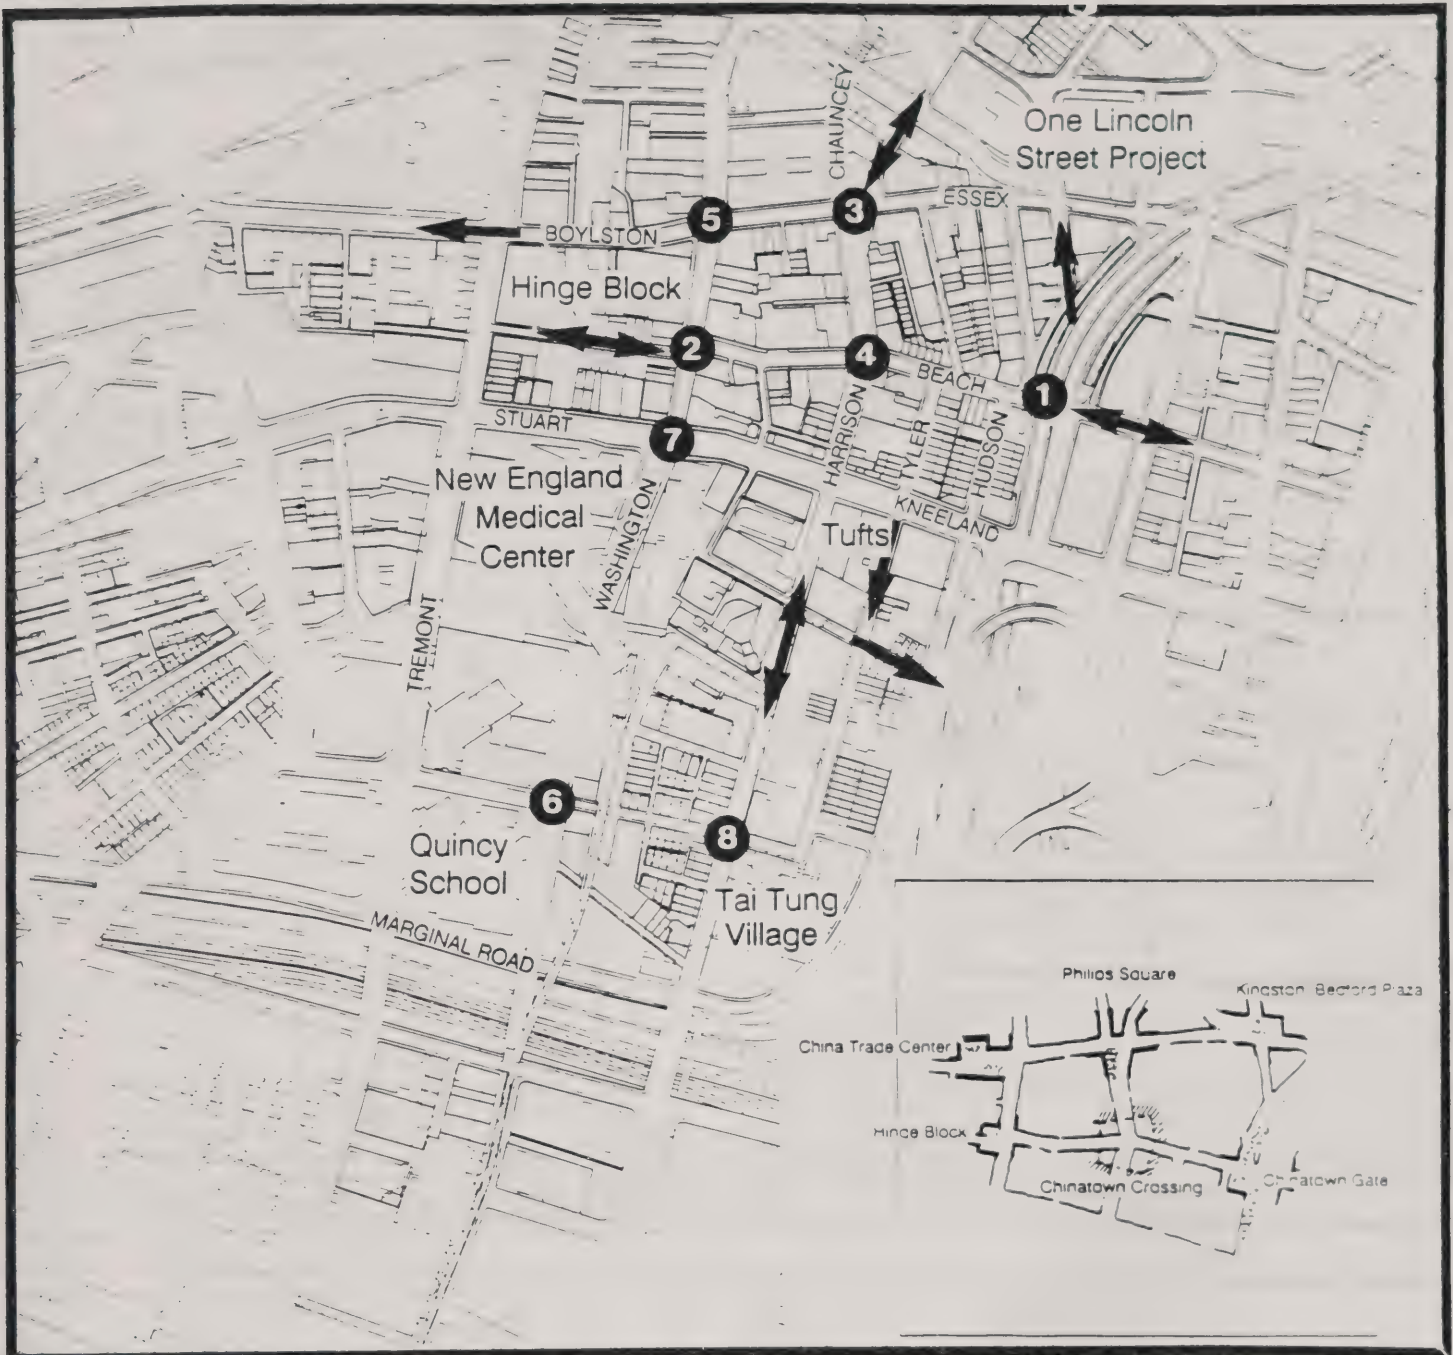 CHAUNCEY
One Lincoln
Street Project
ESSEX
3
5
BOYLSTON
Hinge Block
2
4
BEACH
1
STUART
7
HARRISON
TYLER
HUDSON
New England
Medical
Center
WASHINGTON
KNEELAND
Tufts
TREMONT
6
8
Quincy
School
Tai Tung
Village
MARGINAL ROAD
Philips Square
Kingston Bedford Plaza
China Trade Center
Hinge Block
Chinatown Crossing
Chinatown Gate